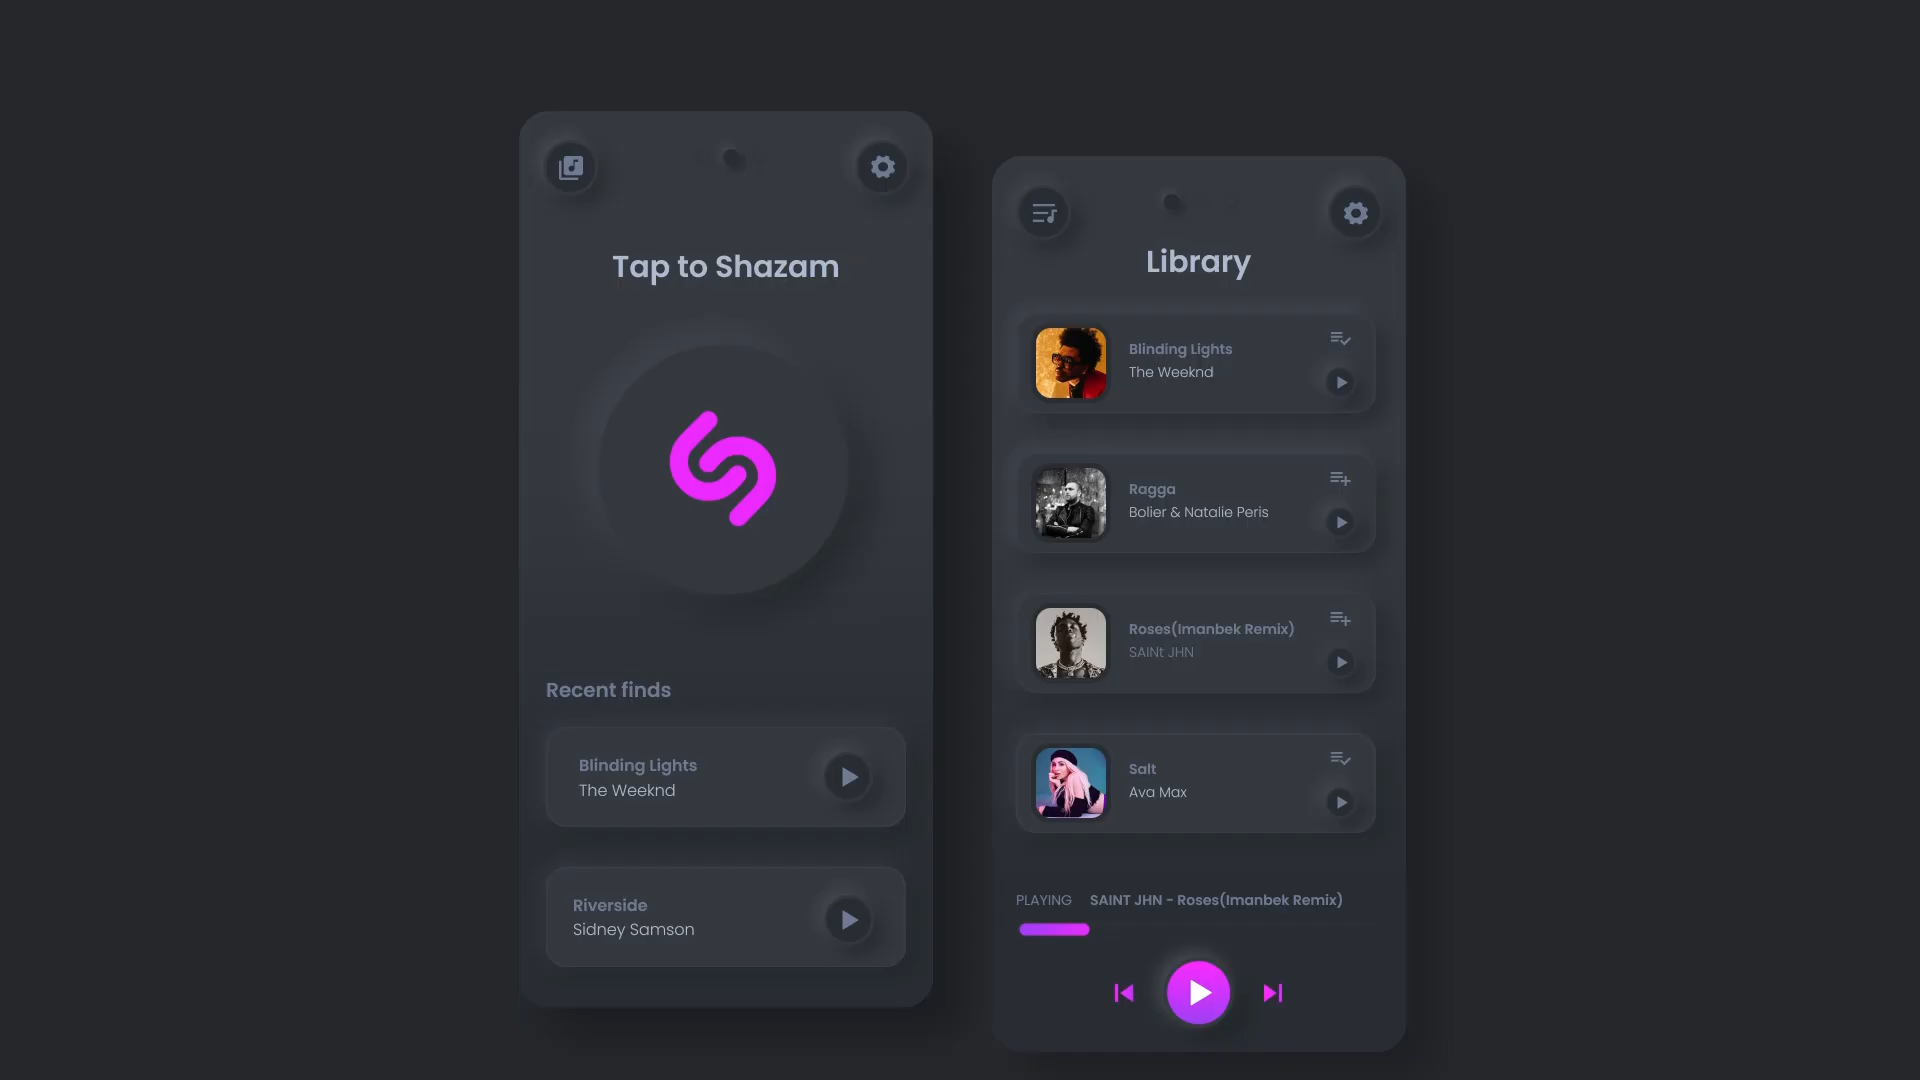 Tap to Shazam
Recent finds
Blinding Lights
The Weeknd
Riverside
Sidney Samson
Library
Blinding Lights
The Weeknd
Ragga
Bolier & Natalie Peris
Roses(Imanbek Remix)
SAINt JHN
Salt
Ava Max
PLAYING SAINT JHN - Roses(Imanbek Remix)